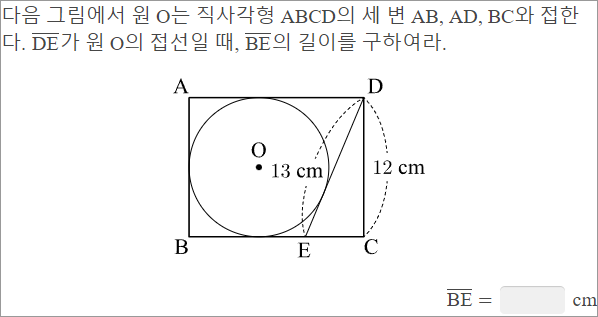 다음 그림에서 원 O는 직사각형 ABCD의 세 변 AB, AD, BC와 접한
다. DE가 원 O의 접선일 때, BE의 길이를 구하여라.
A D
O
13 cm 12 cm
B E C
BE = cm